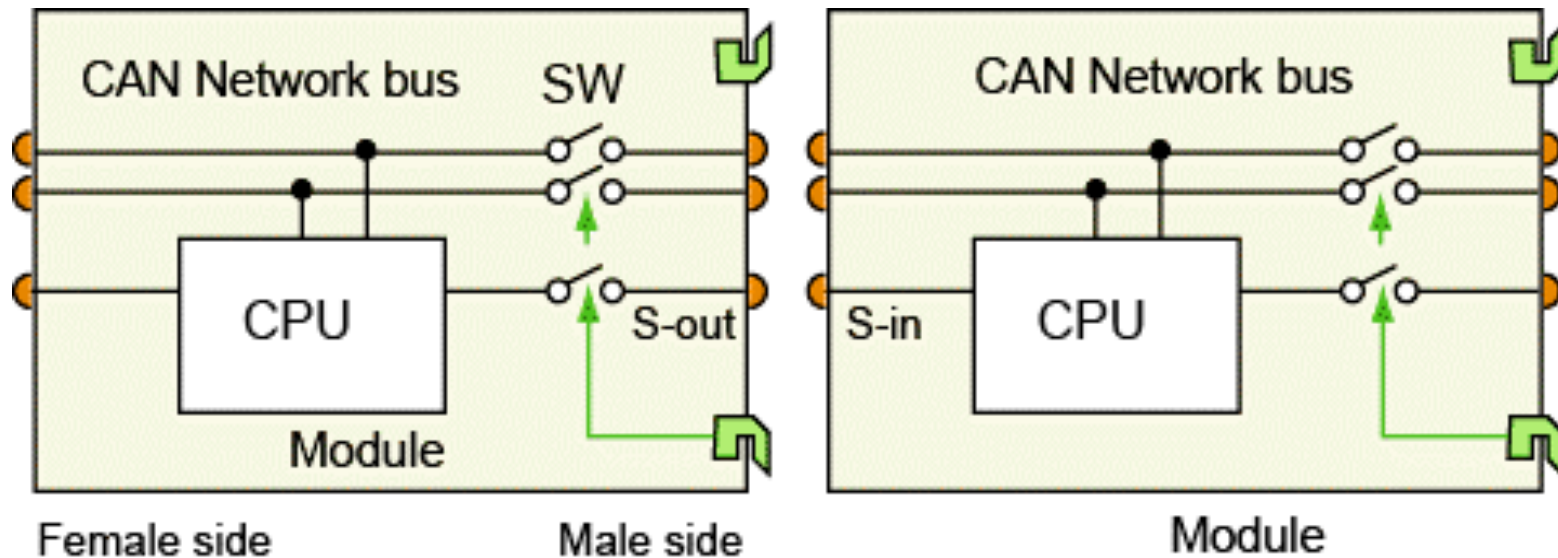 CAN Network bus
SW
CPU
S-out
Module
Female side
Male side
CAN Network bus
S-in
CPU
Module